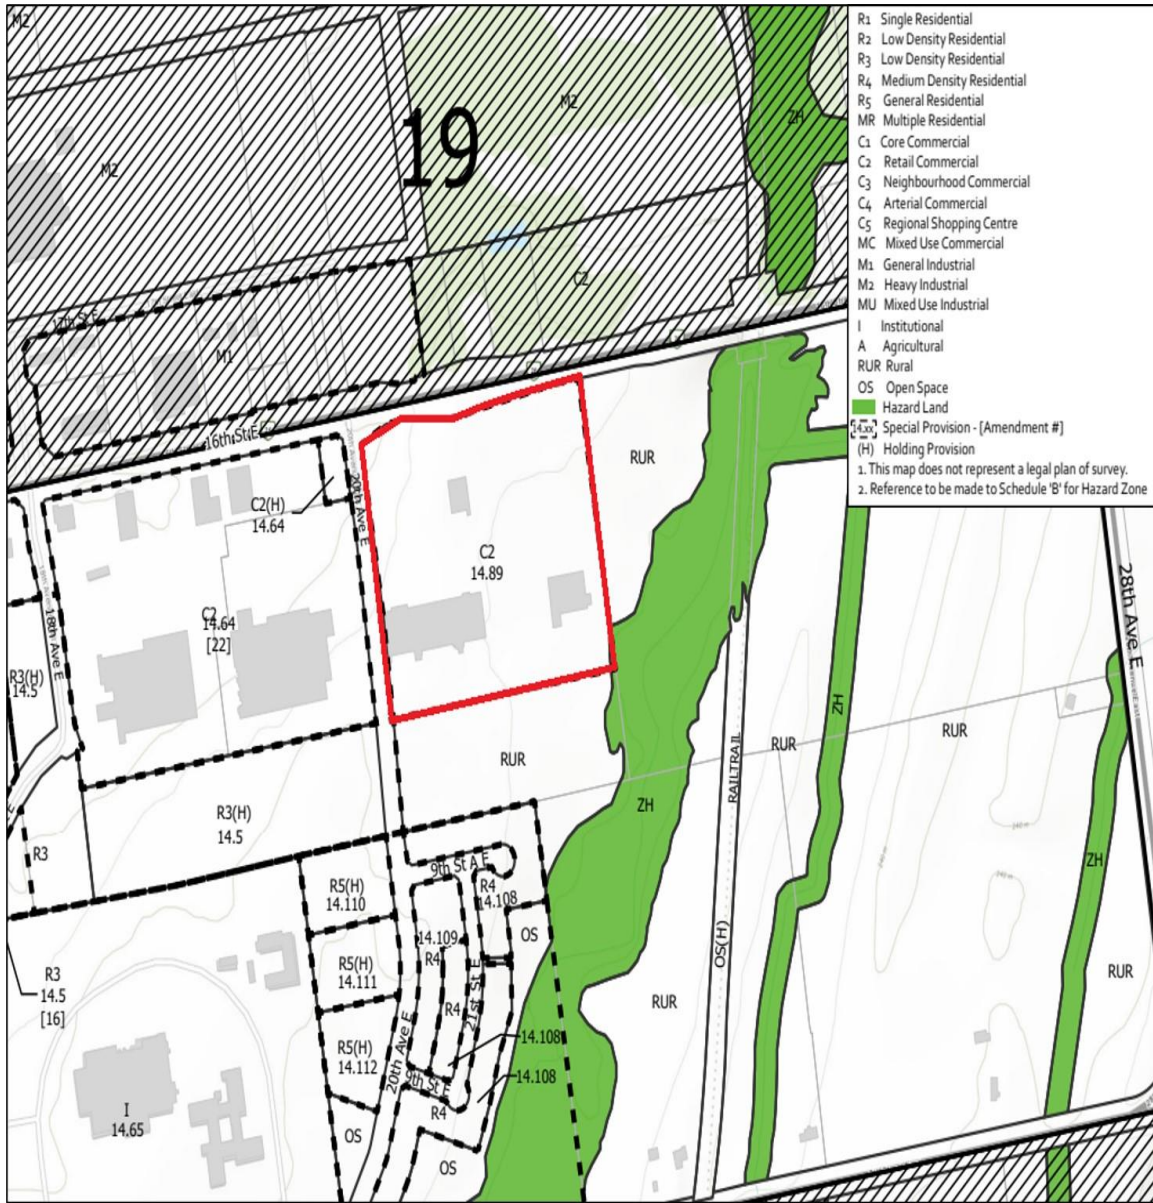 M2
M2
M2
ZH
19
C2
17th St E
M1
16th St E
20th Ave E
C2(H)
14.64
RUR
C2
14.89
C2
14.64
[22]
18th Ave E
R3(H)
14.5
28th Ave E
RUR
ZH
RUR
RUR
RAILTRAIL
ZH
R3(H)
14.5
R3
ZH
9th St A E
R4
14.108
R5(H)
14.110
OS
14.109
R4
R5(H)
14.111
R4
21st St E
OS(H)
RUR
RUR
R3
14.5
[16]
R5(H)
14.112
20th Ave E
9th St E
14.108
14.108
R4
I
14.65
OS
OS
R1 Single Residential
R2 Low Density Residential
R3 Low Density Residential
R4 Medium Density Residential
R5 General Residential
MR Multiple Residential
C1 Core Commercial
C2 Retail Commercial
C3 Neighbourhood Commercial
C4 Arterial Commercial
C5 Regional Shopping Centre
MC Mixed Use Commercial
M1 General Industrial
M2 Heavy Industrial
MU Mixed Use Industrial
I Institutional
A Agricultural
RUR Rural
OS Open Space
Hazard Land
14.xx Special Provision - [Amendment #]
(H) Holding Provision
1. This map does not represent a legal plan of survey.
2. Reference to be made to Schedule 'B' for Hazard Zone